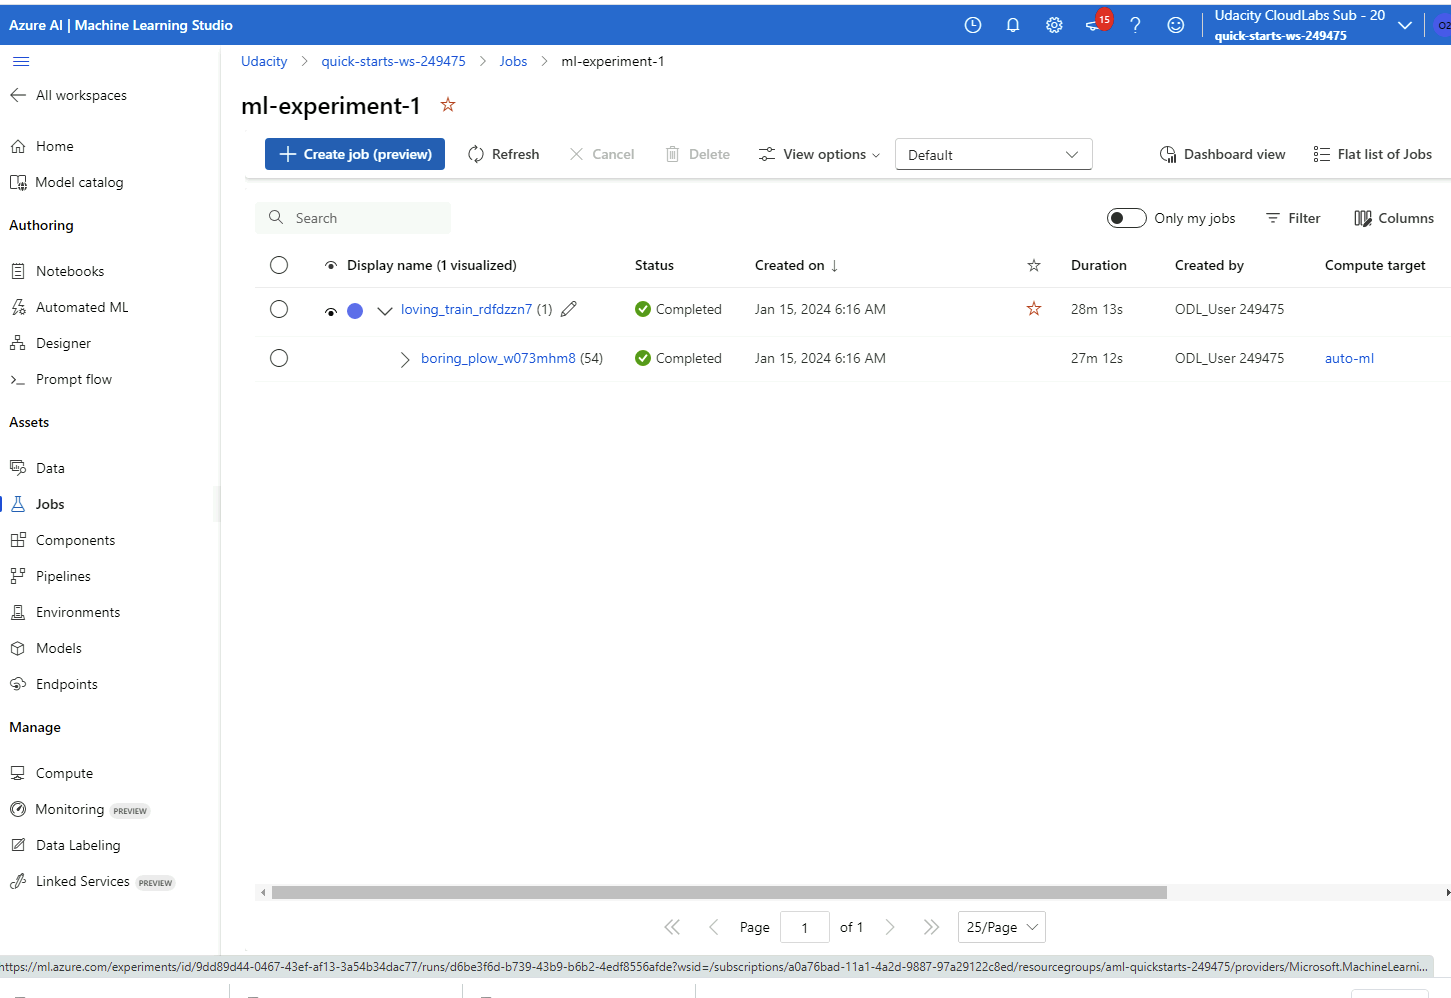 Azure AI | Machine Learning Studio
15
Udacity CloudLabs Sub - 20
quick-starts-ws-249475
All workspaces
Home
Model catalog
Authoring
Notebooks
Automated ML
Designer
Prompt flow
Assets
Data
Jobs
Components
Pipelines
Environments
Models
Endpoints
Manage
Compute
Monitoring PREVIEW
Data Labeling
Linked Services PREVIEW
Udacity > quick-starts-ws-249475 > Jobs > ml-experiment-1
ml-experiment-1
Create job (preview) Refresh Cancel Delete View options Default Dashboard view Flat list of Jobs
Search Only my jobs Filter Columns
Display name (1 visualized) Status Created on ↓ Duration Created by Compute target
loving_train_rdfdzzn7 (1) Completed Jan 15, 2024 6:16 AM 28m 13s ODL_User 249475
boring_plow_w073mhm8 (54) Completed Jan 15, 2024 6:16 AM 27m 12s ODL_User 249475 auto-ml
Page 1 of 1 25/Page
https://ml.azure.com/experiments/id/9dd89d44-0467-43ef-af13-3a54b34dac77/runs/d6be3f6d-b739-43b9-b6b2-4edf8556afde?wsid=/subscriptions/a0a76bad-11a1-4a2d-9887-97a29122c8ed/resourcegroups/aml-quickstarts-249475/providers/Microsoft.MachineLearni...